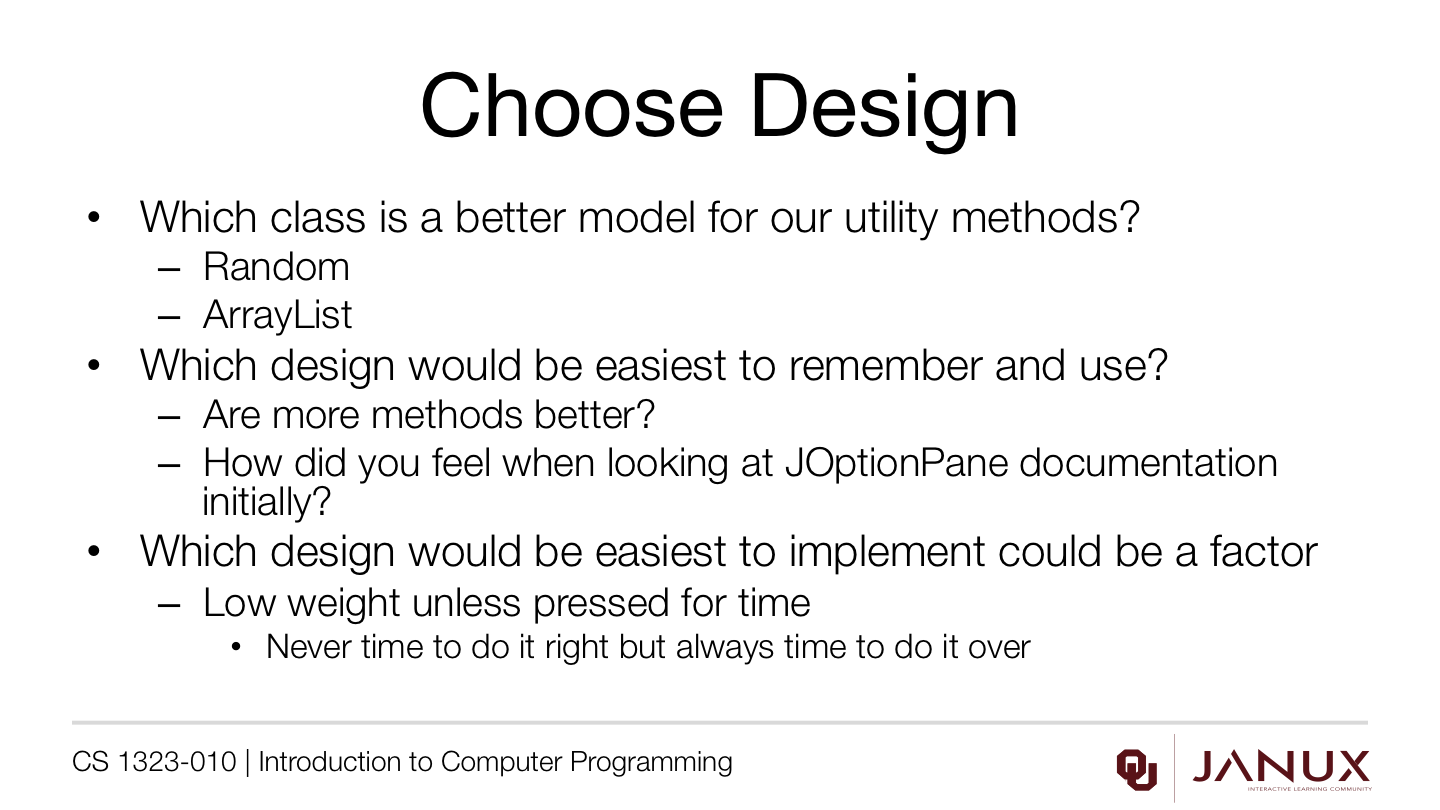 Choose Design
• Which class is a better model for our utility methods?
– Random
– ArrayList
• Which design would be easiest to remember and use?
– Are more methods better?
– How did you feel when looking at JOptionPane documentation
initially?
• Which design would be easiest to implement could be a factor
– Low weight unless pressed for time
• Never time to do it right but always time to do it over
CS 1323-010 | Introduction to Computer Programming
OU
JANUX
INTERACTIVE LEARNING COMMUNITY